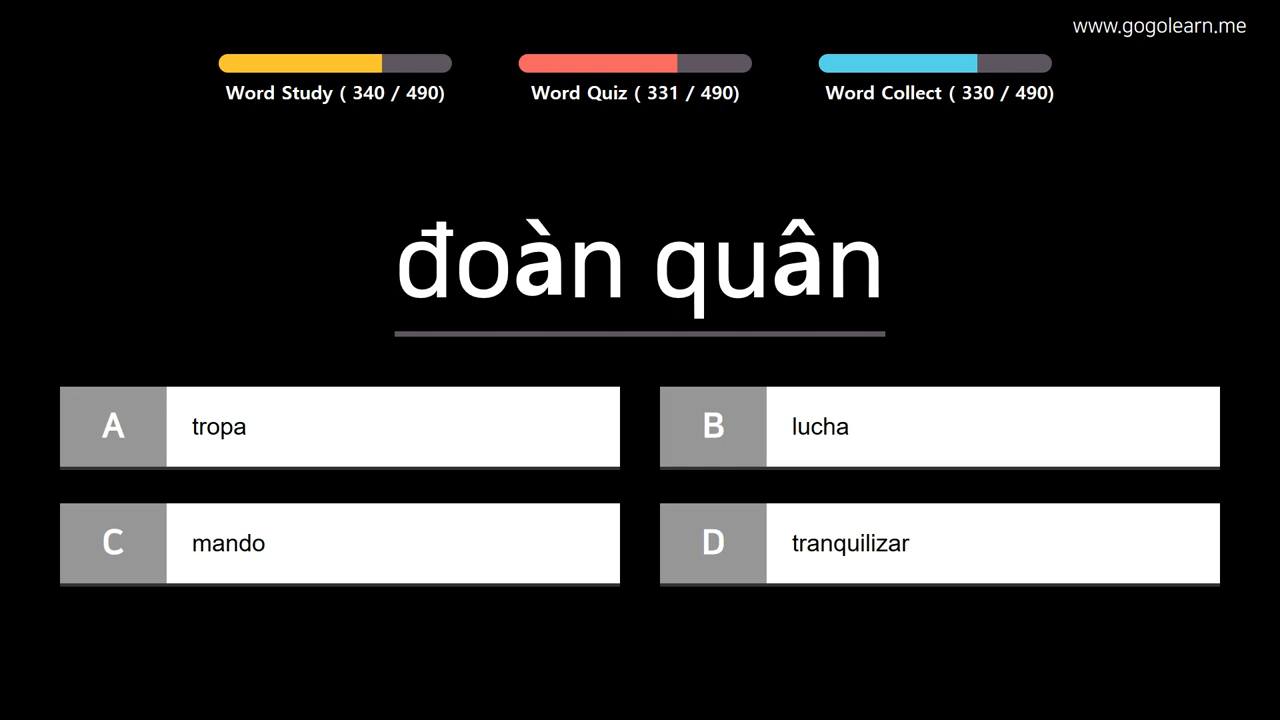 www.gogolearn.me
Word Study ( 340 / 490)
Word Quiz ( 331 / 490)
Word Collect ( 330 / 490)
đoàn quân
A tropa
B lucha
C mando
D tranquilizar